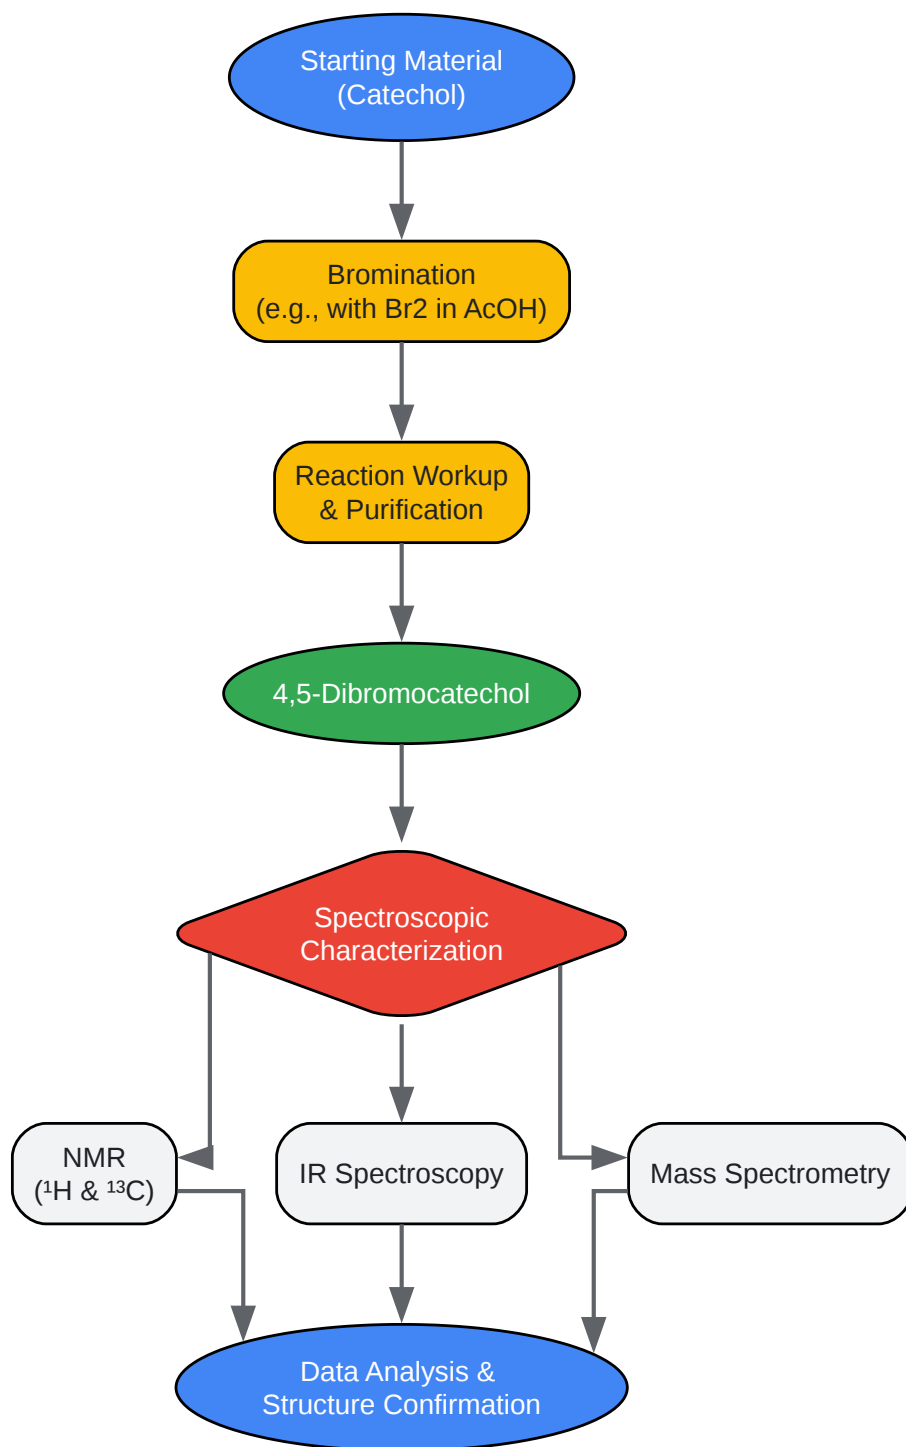 Starting Material
(Catechol)
Bromination
(e.g., with Br2 in AcOH)
Reaction Workup
& Purification
4,5-Dibromocatechol
Spectroscopic
Characterization
NMR
(¹H & ¹³C)
IR Spectroscopy
Mass Spectrometry
Data Analysis &
Structure Confirmation